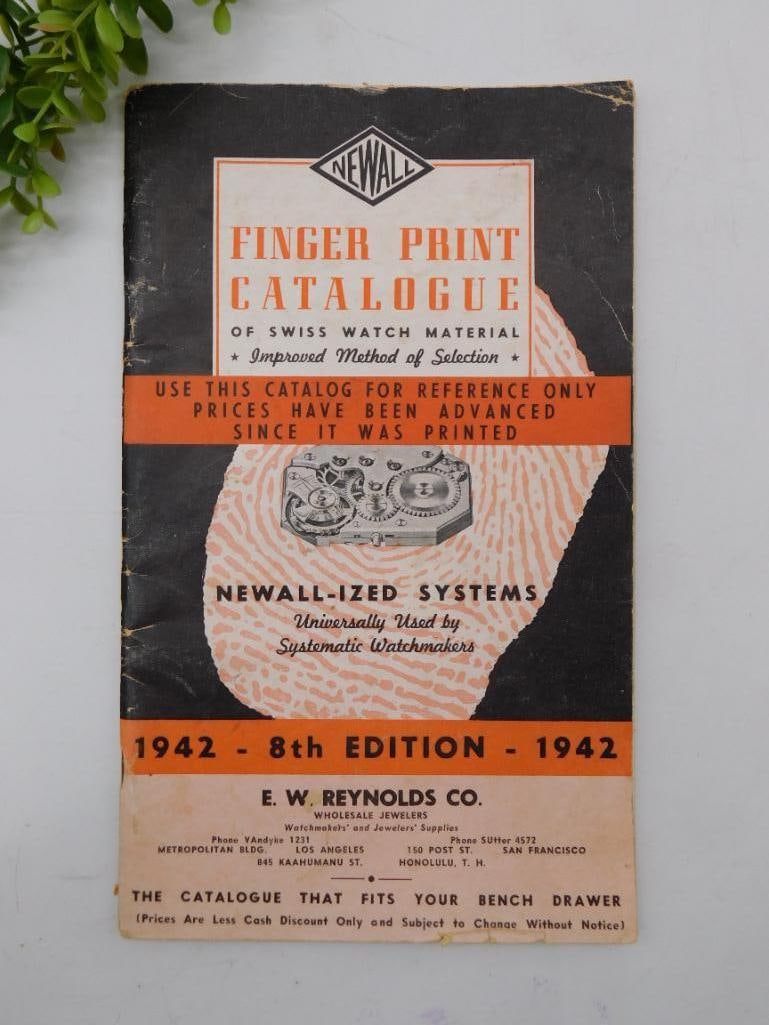 NEWALL
FINGER PRINT
CATALOGUE
OF SWISS WATCH MATERIAL
★ Improved Method of Selection ★
USE THIS CATALOG FOR REFERENCE ONLY
PRICES HAVE BEEN ADVANCED
SINCE IT WAS PRINTED
NEWALL-IZED SYSTEMS
Universally Used by
Systematic Watchmakers
1942 - 8th EDITION - 1942
E. W. REYNOLDS CO.
WHOLESALE JEWELERS
Watchmakers' and Jewelers' Supplies
Phone VAndyke 1231 Phone SUtter 4572
METROPOLITAN BLDG. LOS ANGELES 150 POST ST. SAN FRANCISCO
845 KAAHUMANU ST. HONOLULU, T. H.
THE CATALOGUE THAT FITS YOUR BENCH DRAWER
(Prices Are Less Cash Discount Only and Subject to Change Without Notice)